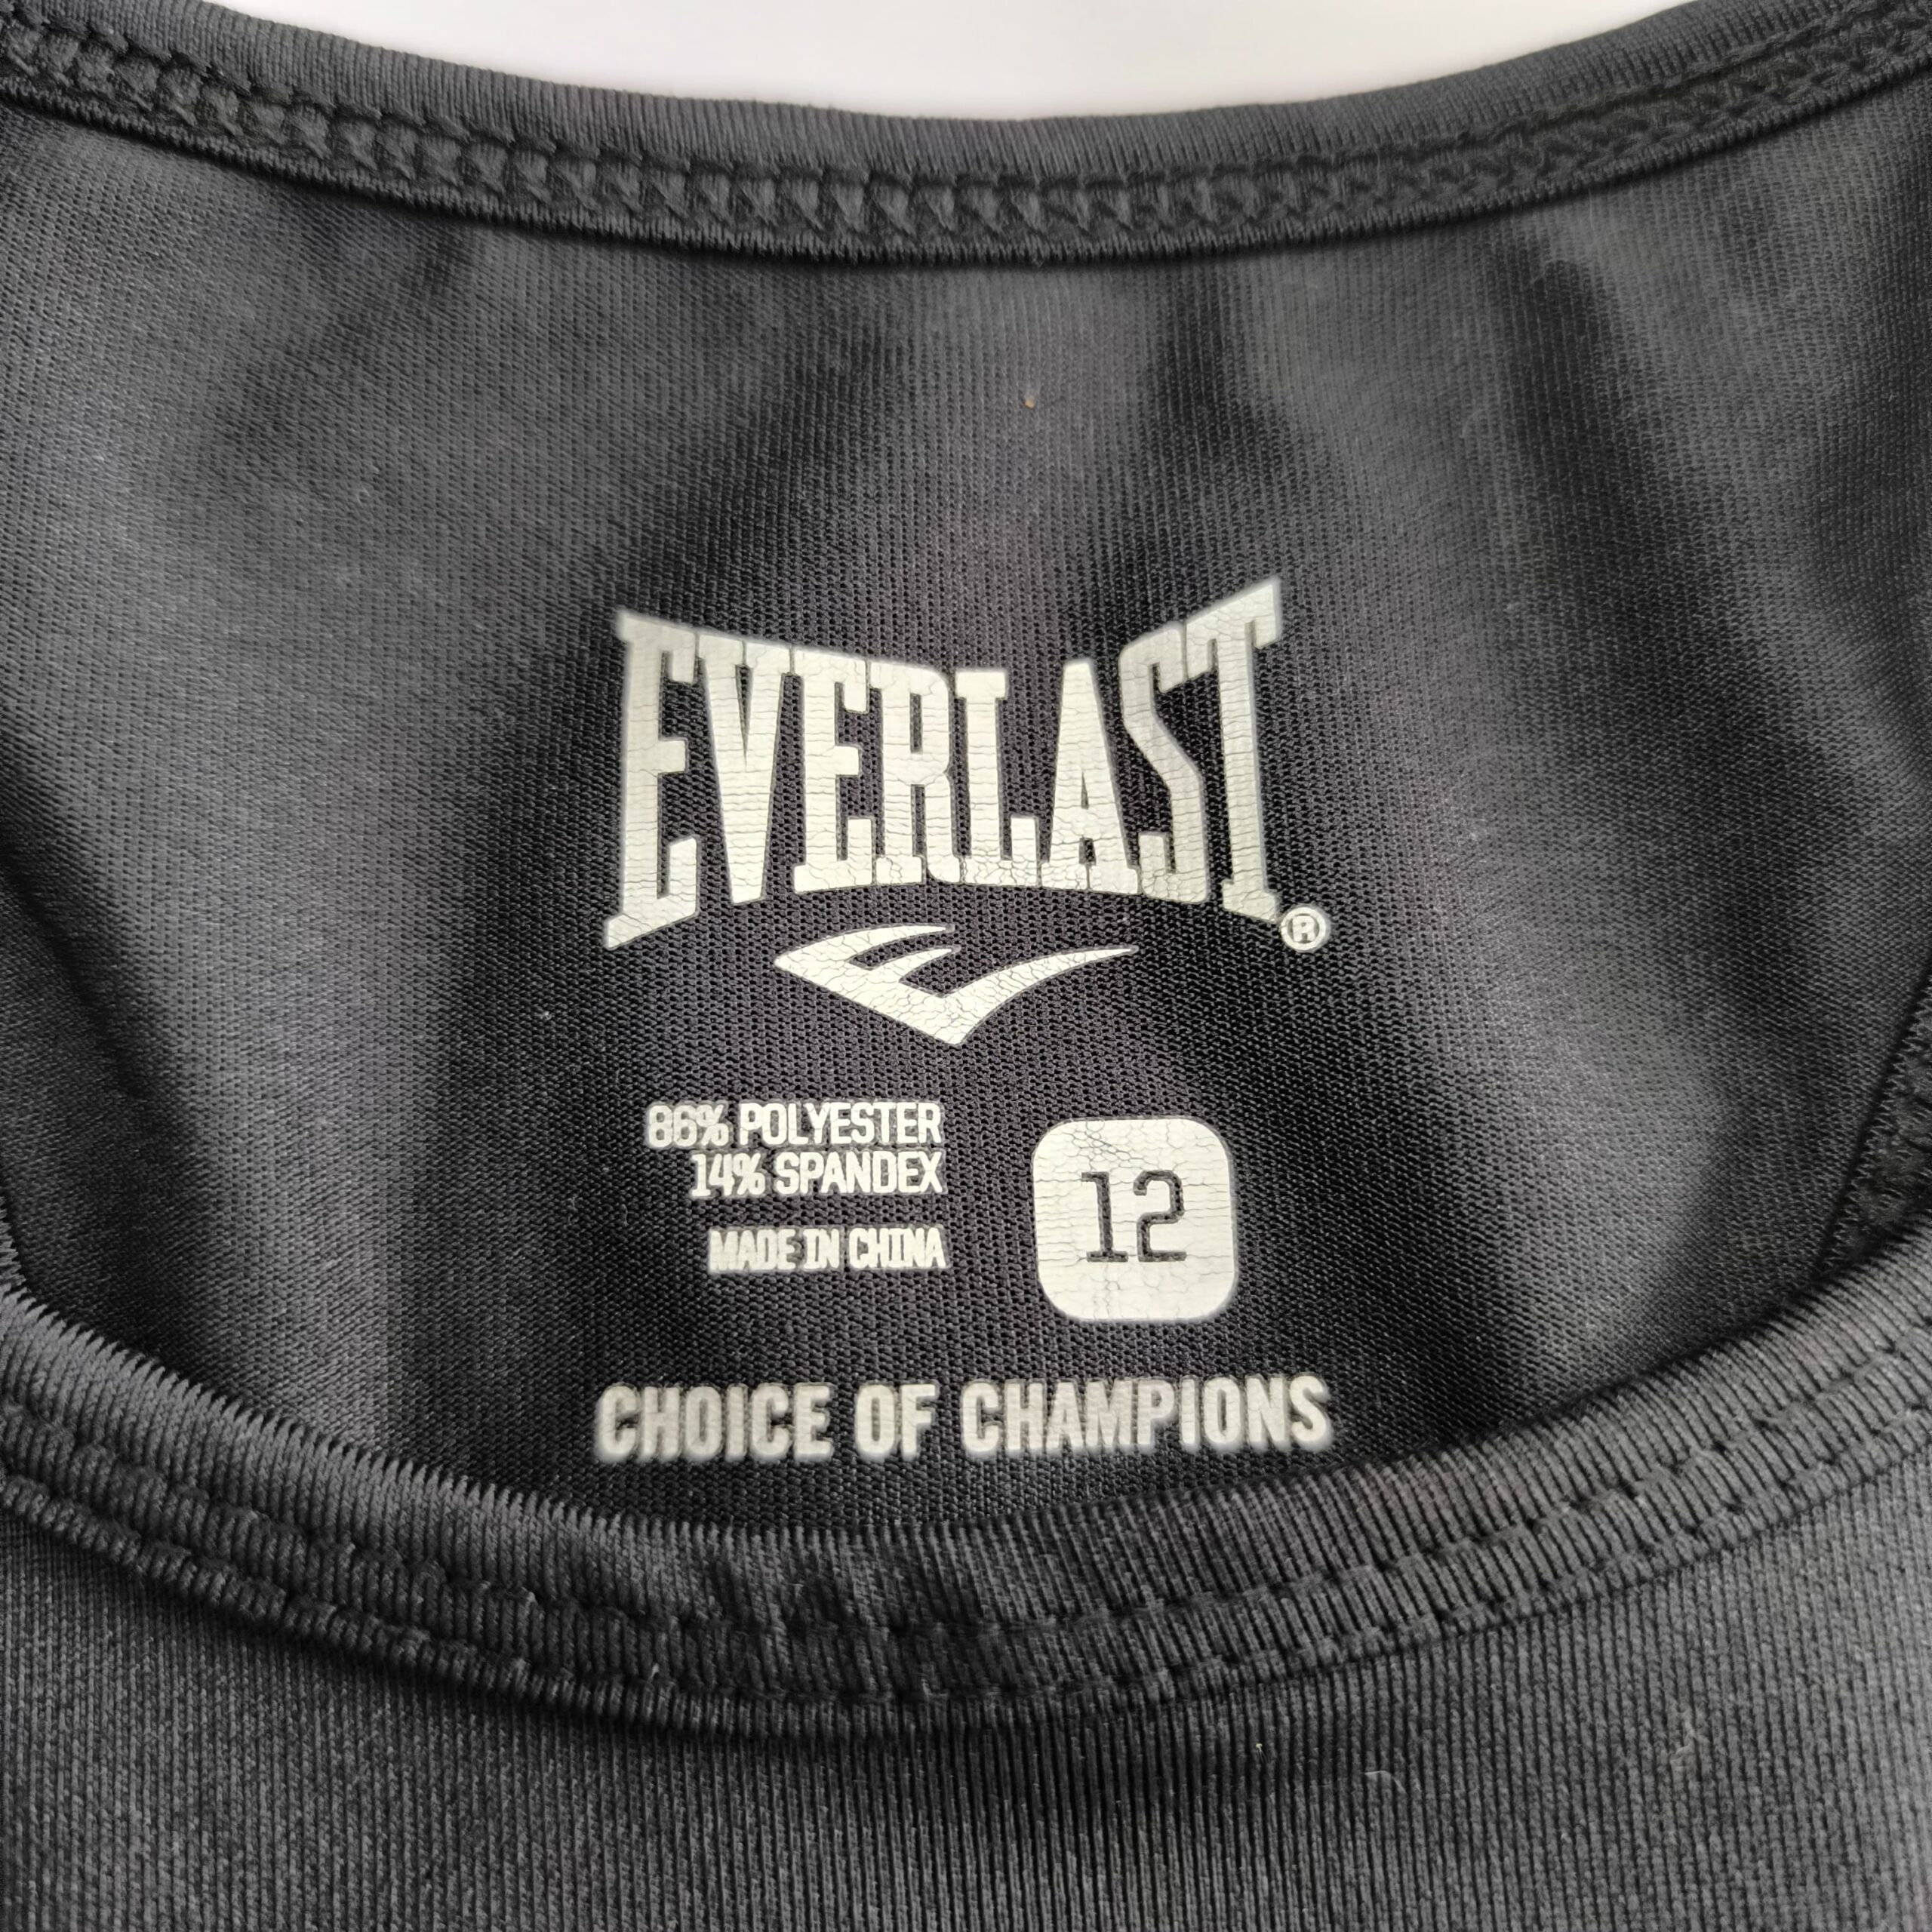 EVERLAST®
86% POLYESTER
14% SPANDEX
MADE IN CHINA
12
CHOICE OF CHAMPIONS